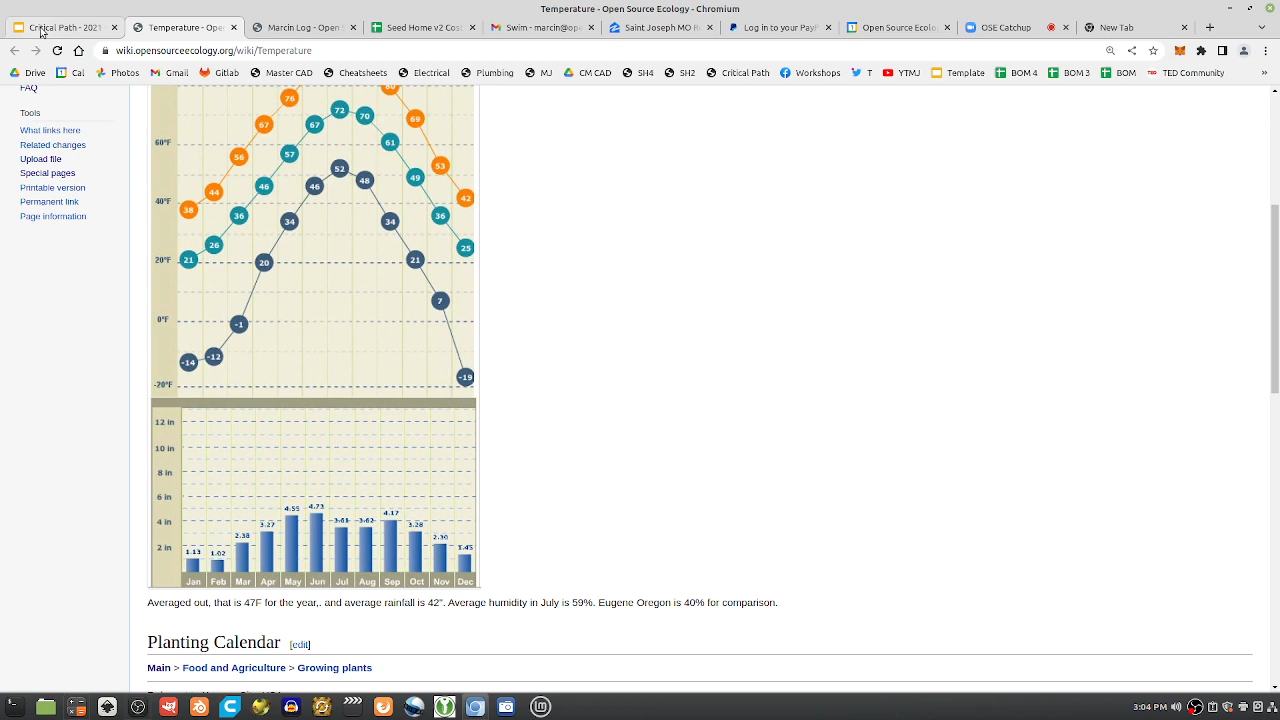 Temperature - Open Source Ecology - Chromium
Critical Path - 2021
Temperature - Ope
Marcin Log - Open S
Seed Home v2 Cos
Swim - marcin@op
Saint Joseph MO R
Log in to your PayP
Open Source Ecolo
OSE Catchup
New Tab
wiki.opensourceecology.org/wiki/Temperature
Drive
Cal
Photos
Gmail
Gitlab
Master CAD
Cheatsheets
Electrical
Plumbing
MJ
CM CAD
SH4
SH2
Critical Path
Workshops
T
YTMJ
Template
BOM 4
BOM 3
BOM
TED Community
FAQ
Tools
What links here
Related changes
Upload file
Special pages
Printable version
Permanent link
Page information
80
76
72
67 67 70 69
60°F
56 57 61
53
52
44 46 46 48 49
40°F
38 36 34 34 36 42
20°F
21 26 20 21 25
0°F
-1 7
-14 -12
-20°F
-19
12 in
10 in
8 in
6 in
4 in
2 in
1.13 1.02 2.38 3.27 4.55 4.73 3.61 3.62 4.17 3.28 2.30 1.45
Jan Feb Mar Apr May Jun Jul Aug Sep Oct Nov Dec
Averaged out, that is 47F for the year,. and average rainfall is 42". Average humidity in July is 59%. Eugene Oregon is 40% for comparison.
Planting Calendar [edit]
Main > Food and Agriculture > Growing plants
3:04 PM